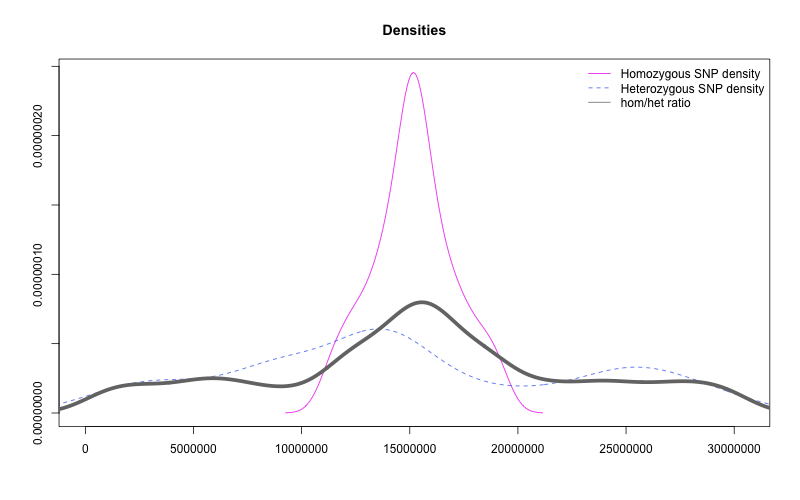 Densities
Homozygous SNP density
Heterozygous SNP density
hom/het ratio
0.00000020
0.00000010
0.00000000
0
5000000
10000000
15000000
20000000
25000000
30000000